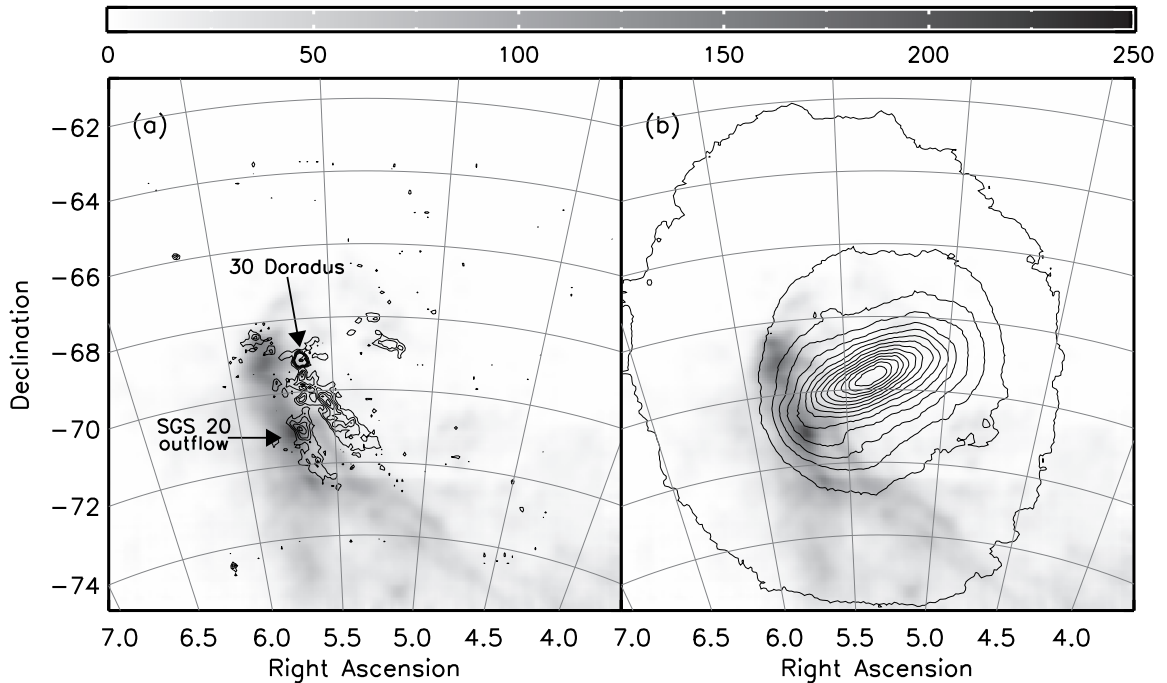 0 50 100 150 200 250
(a) (b)
−62
−64
−66
−68
−70
−72
−74
Declination
30 Doradus
SGS 20
outflow
7.0 6.5 6.0 5.5 5.0 4.5 4.0 7.0 6.5 6.0 5.5 5.0 4.5 4.0
Right Ascension Right Ascension